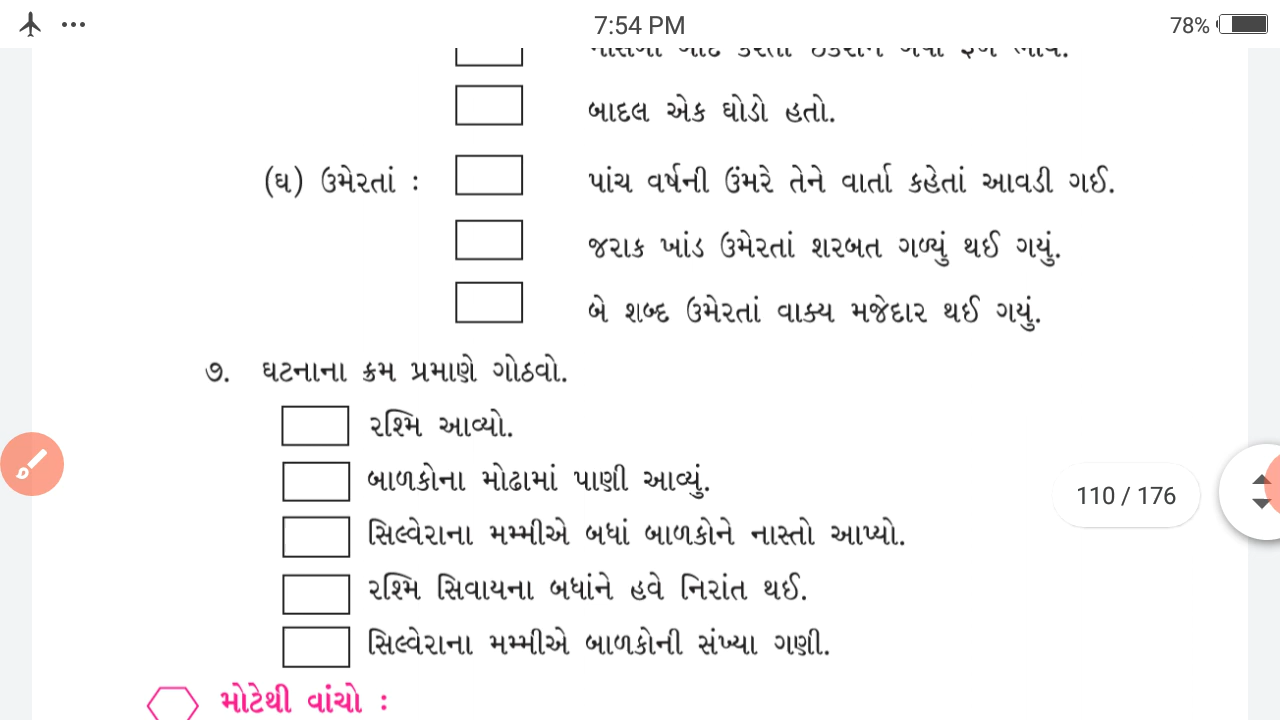 7:54 PM
78%
બાદલ એક ઘોડો હતો.
(ઘ) ઉમેરતાં : પાંચ વર્ષની ઉંમરે તેને વાર્તા કહેતાં આવડી ગઈ.
જરાક ખાંડ ઉમેરતાં શરબત ગળ્યું થઈ ગયું.
બે શબ્દ ઉમેરતાં વાક્ય મજેદાર થઈ ગયું.
૭. ઘટનાના ક્રમ પ્રમાણે ગોઠવો.
રશ્મિ આવ્યો.
બાળકોના મોઢામાં પાણી આવ્યું.
સિલ્વેરાના મમ્મીએ બધાં બાળકોને નાસ્તો આપ્યો.
110 / 176
રશ્મિ સિવાયના બધાંને હવે નિરાંત થઈ.
સિલ્વેરાના મમ્મીએ બાળકોની સંખ્યા ગણી.
મોટેથી વાંચો :